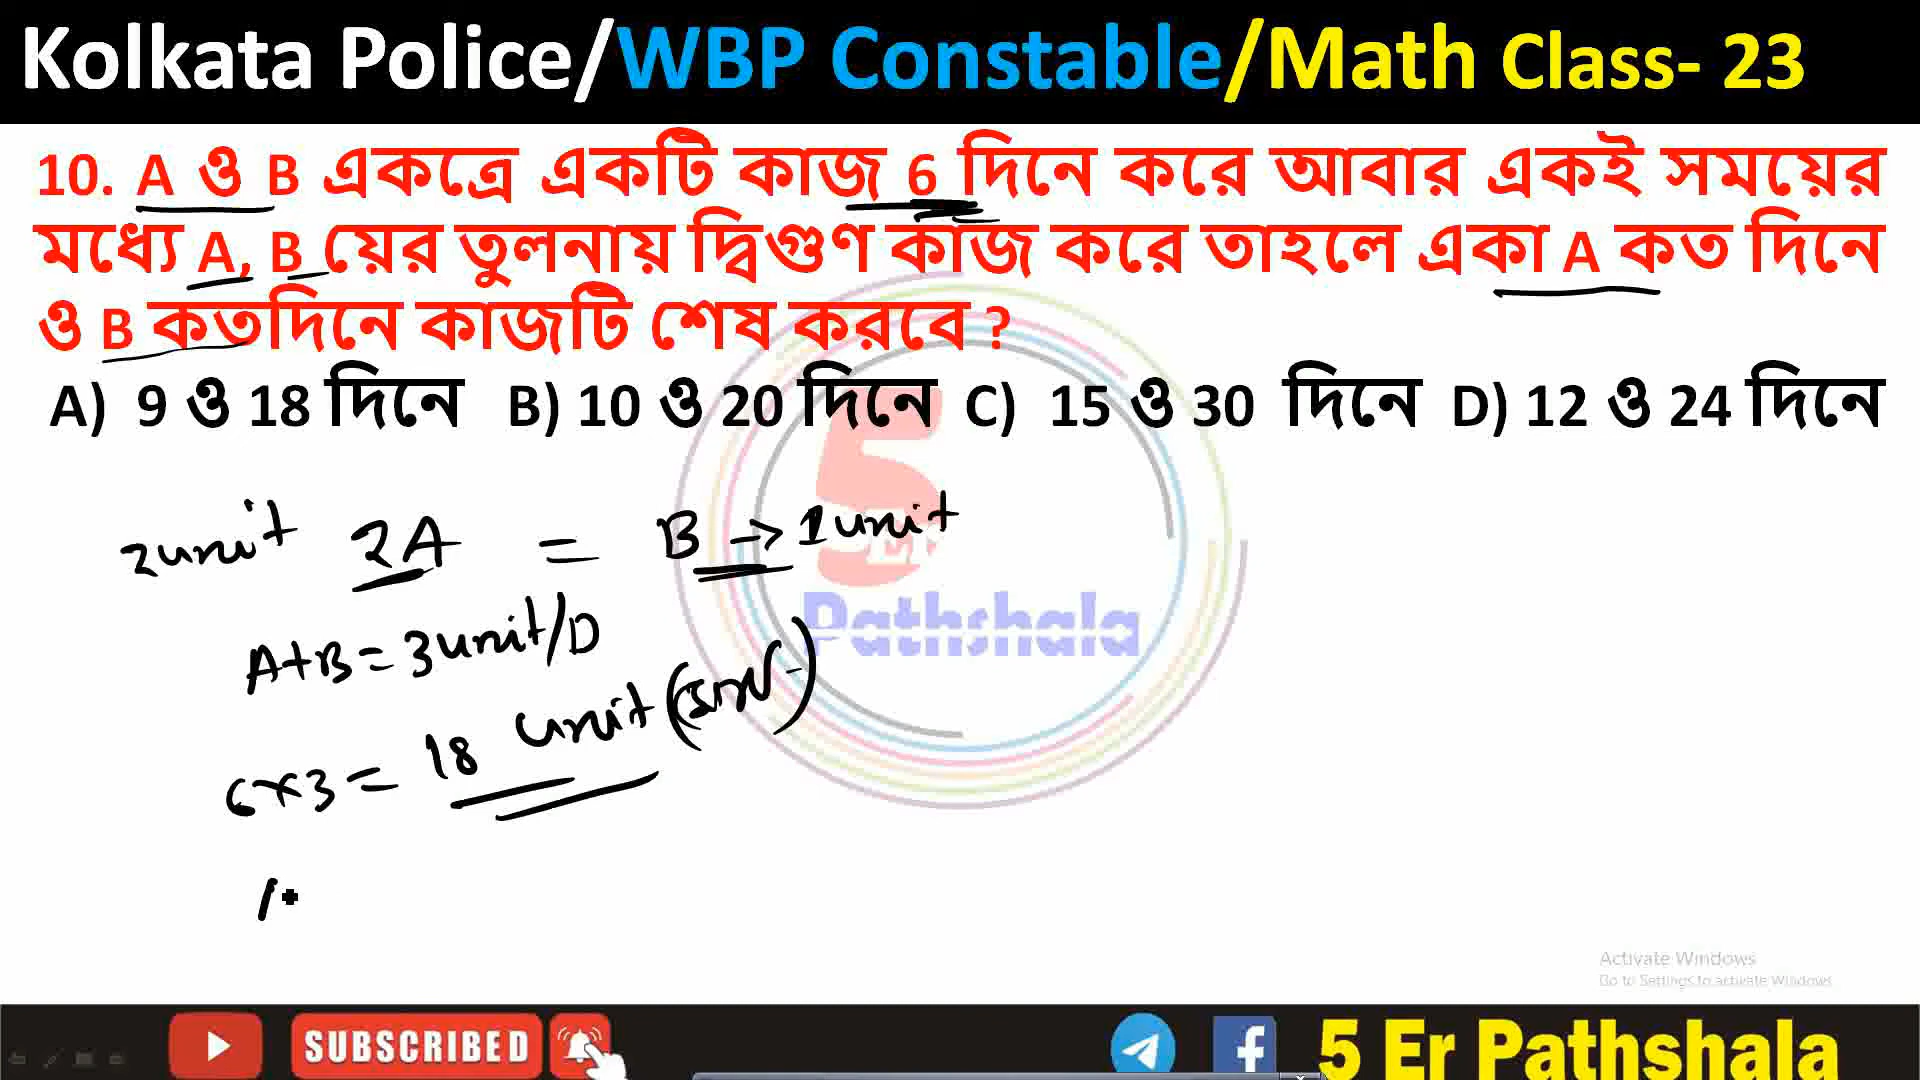 Kolkata Police/WBP Constable/Math Class- 23
10. A ও B একত্রে একটি কাজ 6 দিনে করে আবার একই সময়ের
মধ্যে A, B য়ের তুলনায় দ্বিগুণ কাজ করে তাহলে একা A কত দিনে
ও B কতদিনে কাজটি শেষ করবে ?
A) 9 ও 18 দিনে B) 10 ও 20 দিনে C) 15 ও 30 দিনে D) 12 ও 24 দিনে
2unit 2A = B → 1unit
5
Pathshala
A+B = 3unit/D
6x3 = 18 unit
Activate Windows
Go to Settings to activate Windows.
SUBSCRIBED
5 Er Pathshala